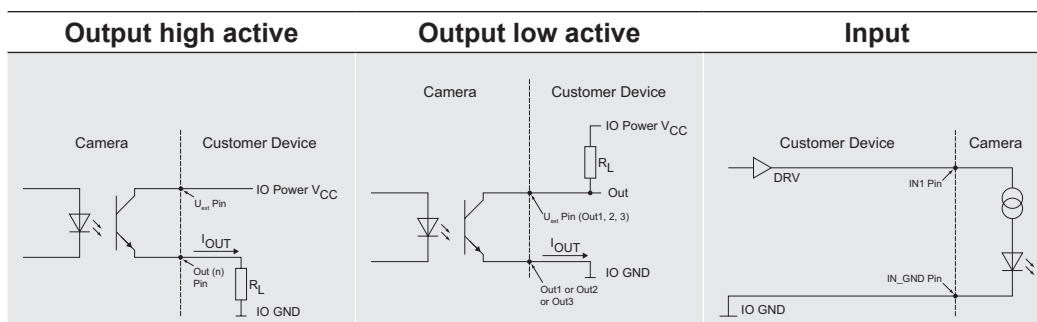 Output high active
Output low active
Input
Camera
Customer Device
IO Power VCC
Uext Pin
IOUT
Out (n)
Pin
RL
IO GND
Camera
Customer Device
IO Power VCC
RL
Out
Uext Pin (Out1, 2, 3)
IOUT
IO GND
Out1 or Out2
or Out3
Customer Device
Camera
DRV
IN1 Pin
IN_GND Pin
IO GND